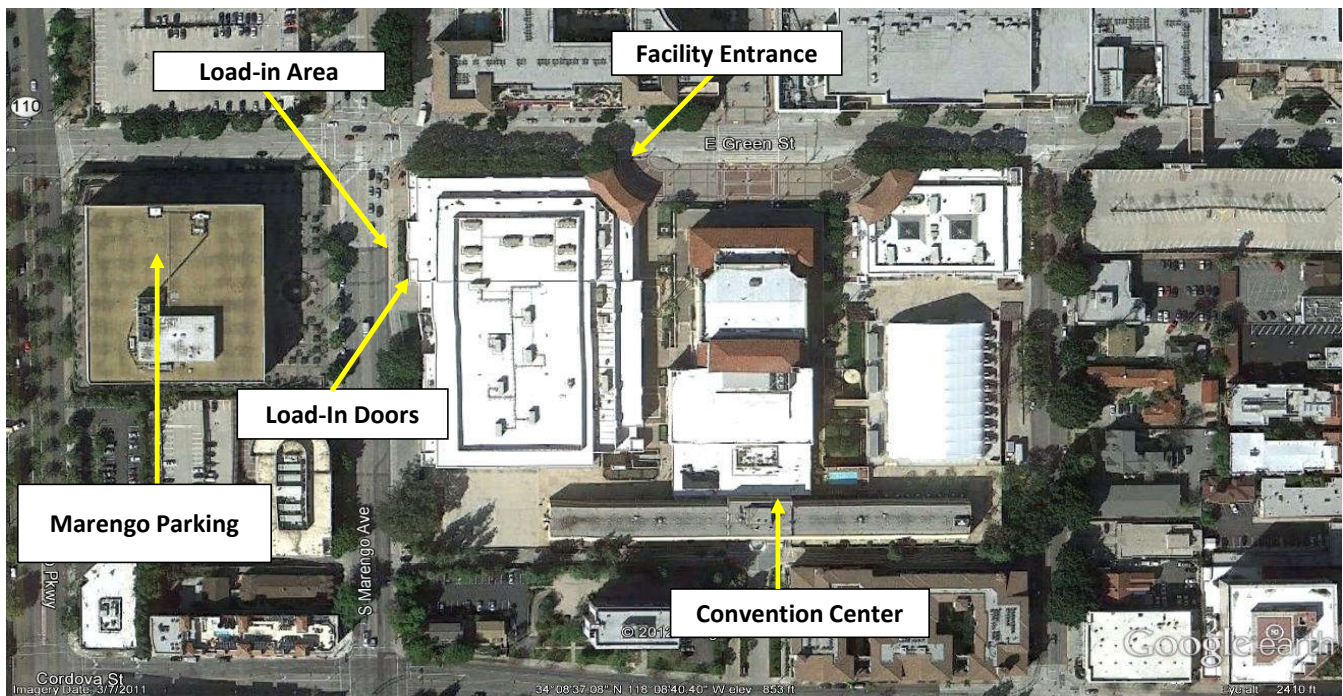 Load-in Area
Facility Entrance
110
E Green St
Load-In Doors
Marengo Parking
S Marengo Ave
Pkwy
Convention Center
© 2012
Google earth
Cordova St
Imagery Date: 3/7/2011
34°08'37.08" N 118°08'40.40" W elev 853 ft
Eye alt 2410 ft